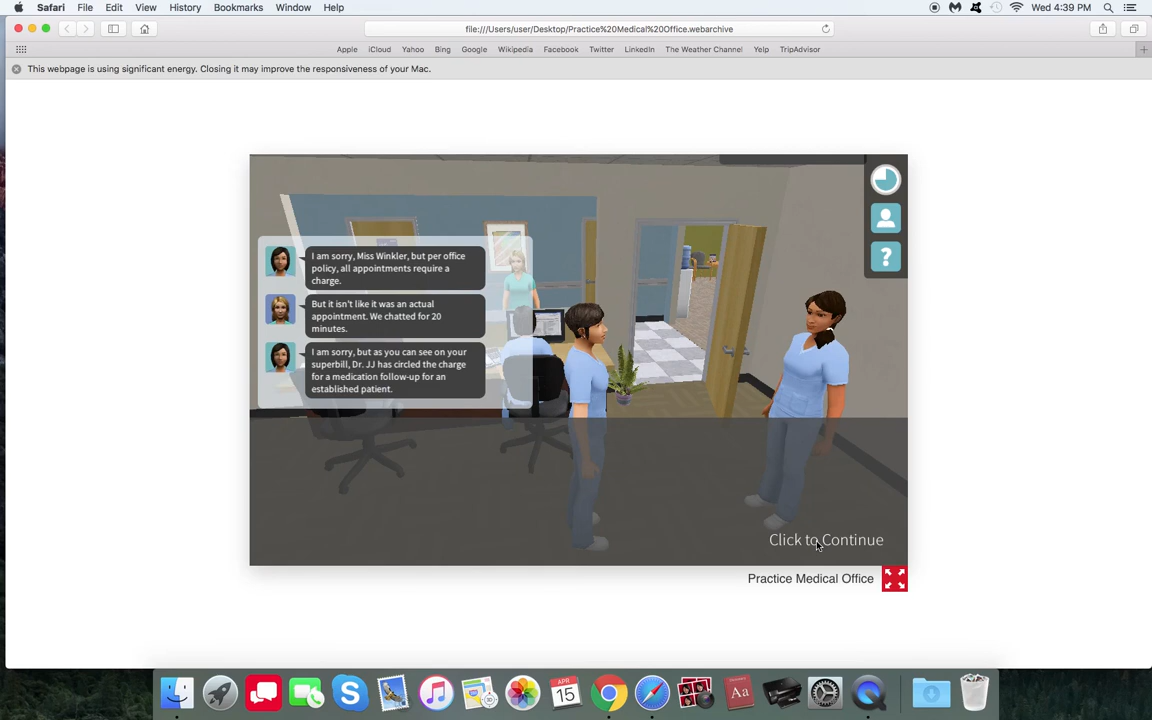 Safari File Edit View History Bookmarks Window Help Wed 4:39 PM
file:///Users/user/Desktop/Practice%20Medical%20Office.webarchive
Apple iCloud Yahoo Bing Google Wikipedia Facebook Twitter LinkedIn The Weather Channel Yelp TripAdvisor
This webpage is using significant energy. Closing it may improve the responsiveness of your Mac.
?
I am sorry, Miss Winkler, but per office
policy, all appointments require a
charge.
But it isn't like it was an actual
appointment. We chatted for 20
minutes.
I am sorry, but as you can see on your
superbill, Dr. JJ has circled the charge
for a medication follow-up for an
established patient.
Click to Continue
Practice Medical Office
APR
15
Aa